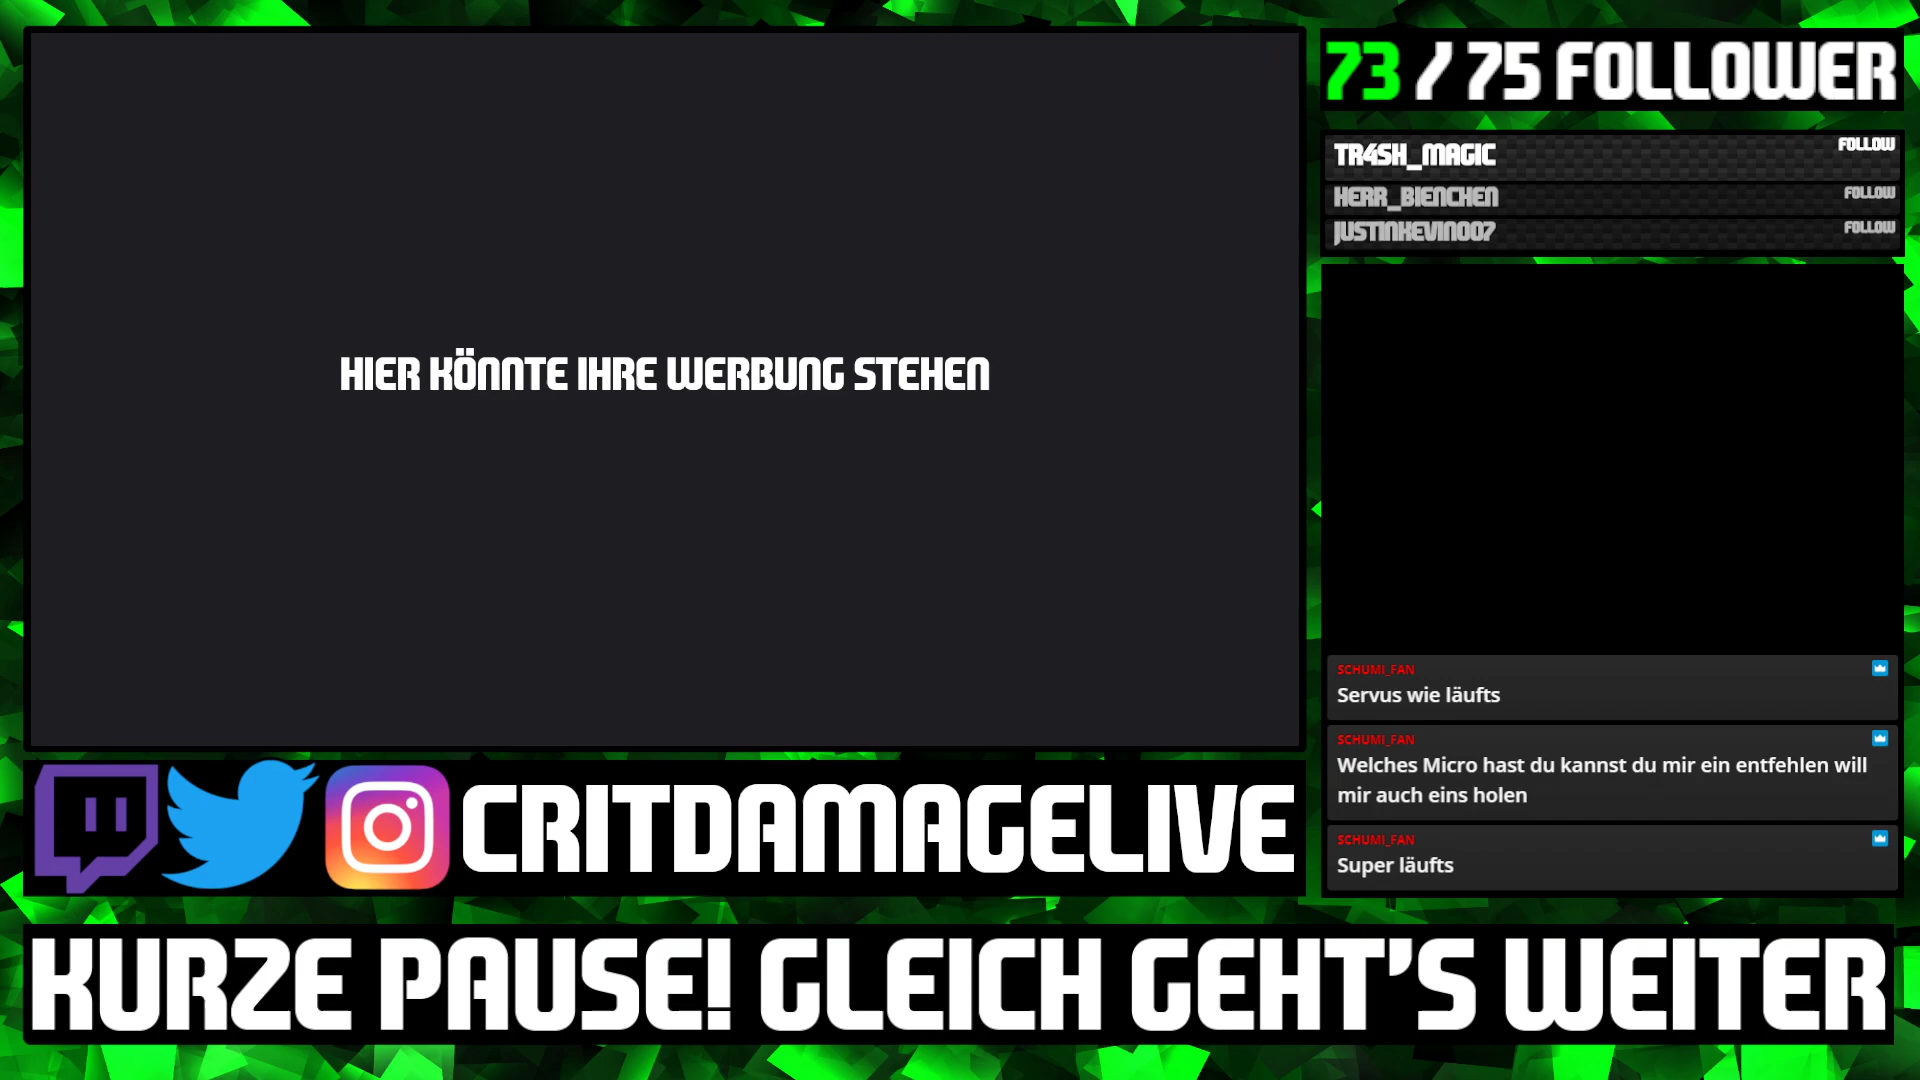 HIER KÖNNTE IHRE WERBUNG STEHEN
73 / 75 FOLLOWER
TR4SH_MAGIC FOLLOW
HERR_BIENCHEN FOLLOW
JUSTINKEVIN007 FOLLOW
SCHUMI_FAN
Servus wie läufts
SCHUMI_FAN
Welches Micro hast du kannst du mir ein entfehlen will
mir auch eins holen
SCHUMI_FAN
Super läufts
CRITDAMAGELIVE
KURZE PAUSE! GLEICH GEHT'S WEITER